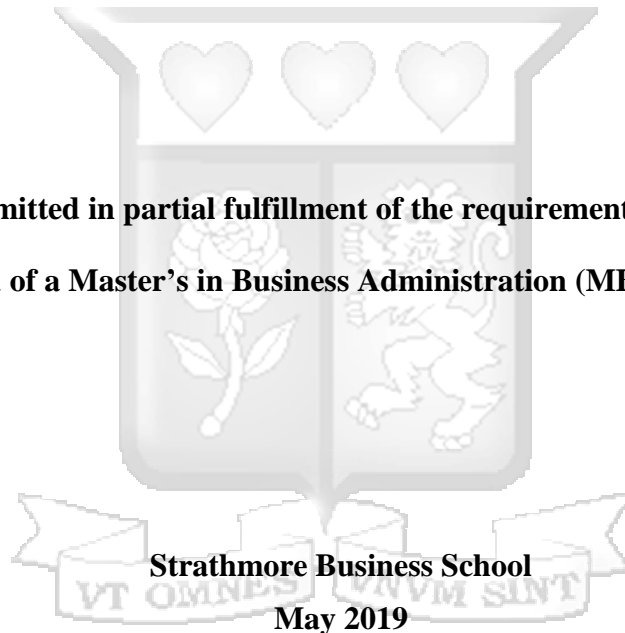 mitted in partial fulfillment of the requirement
of a Master's in Business Administration (M
Strathmore Business School
VT OMNES VNVM SINT
May 2019